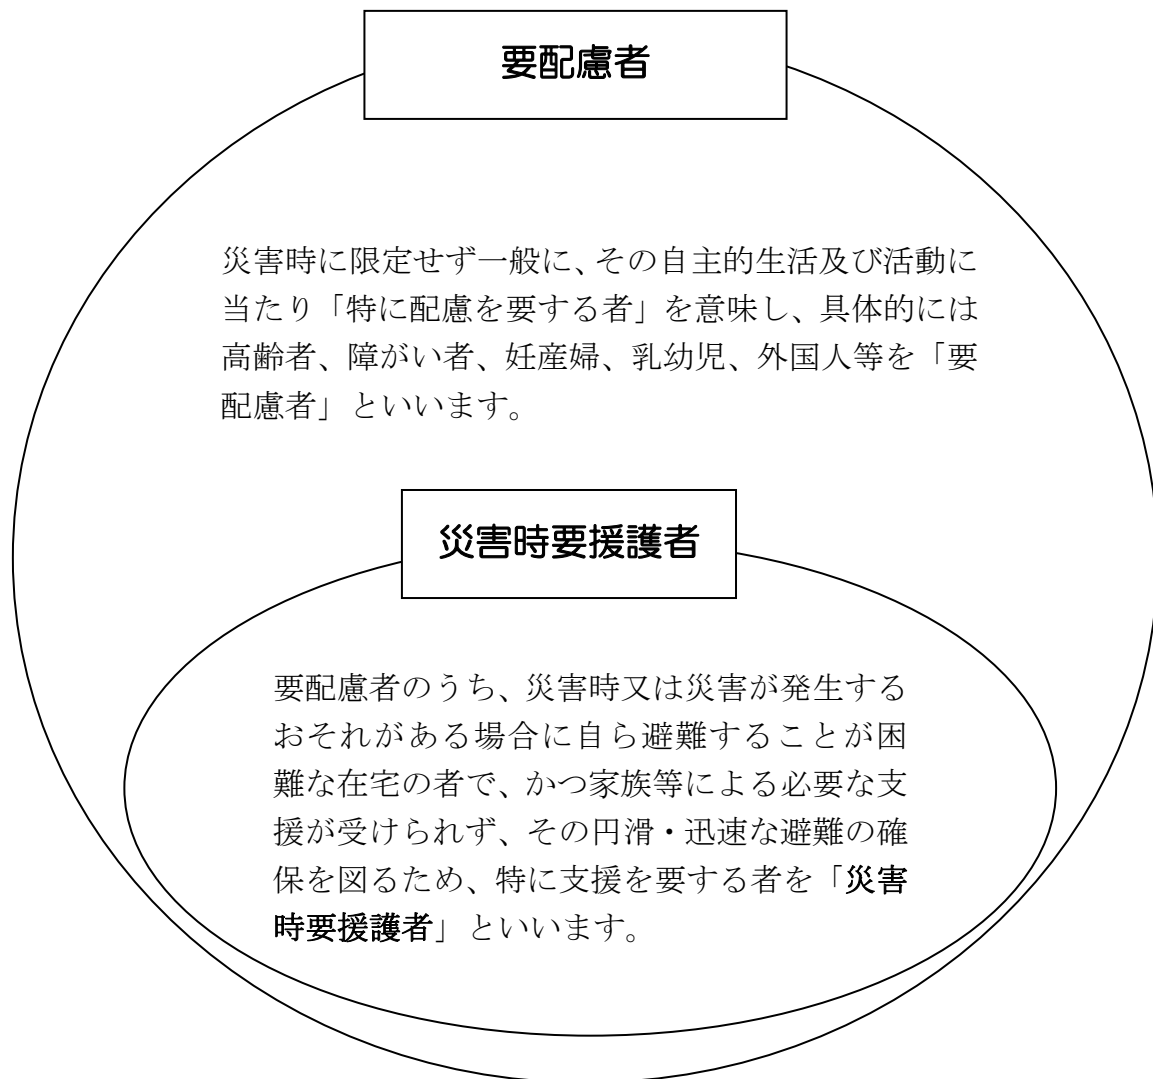 要配慮者
災害時に限定せず一般に、その自主的生活及び活動に
当たり「特に配慮を要する者」を意味し、具体的には
高齢者、障がい者、妊産婦、乳幼児、外国人等を「要
配慮者」といいます。
災害時要援護者
要配慮者のうち、災害時又は災害が発生する
おそれがある場合に自ら避難することが困
難な在宅の者で、かつ家族等による必要な支
援が受けられず、その円滑・迅速な避難の確
保を図るため、特に支援を要する者を「災害
時要援護者」といいます。